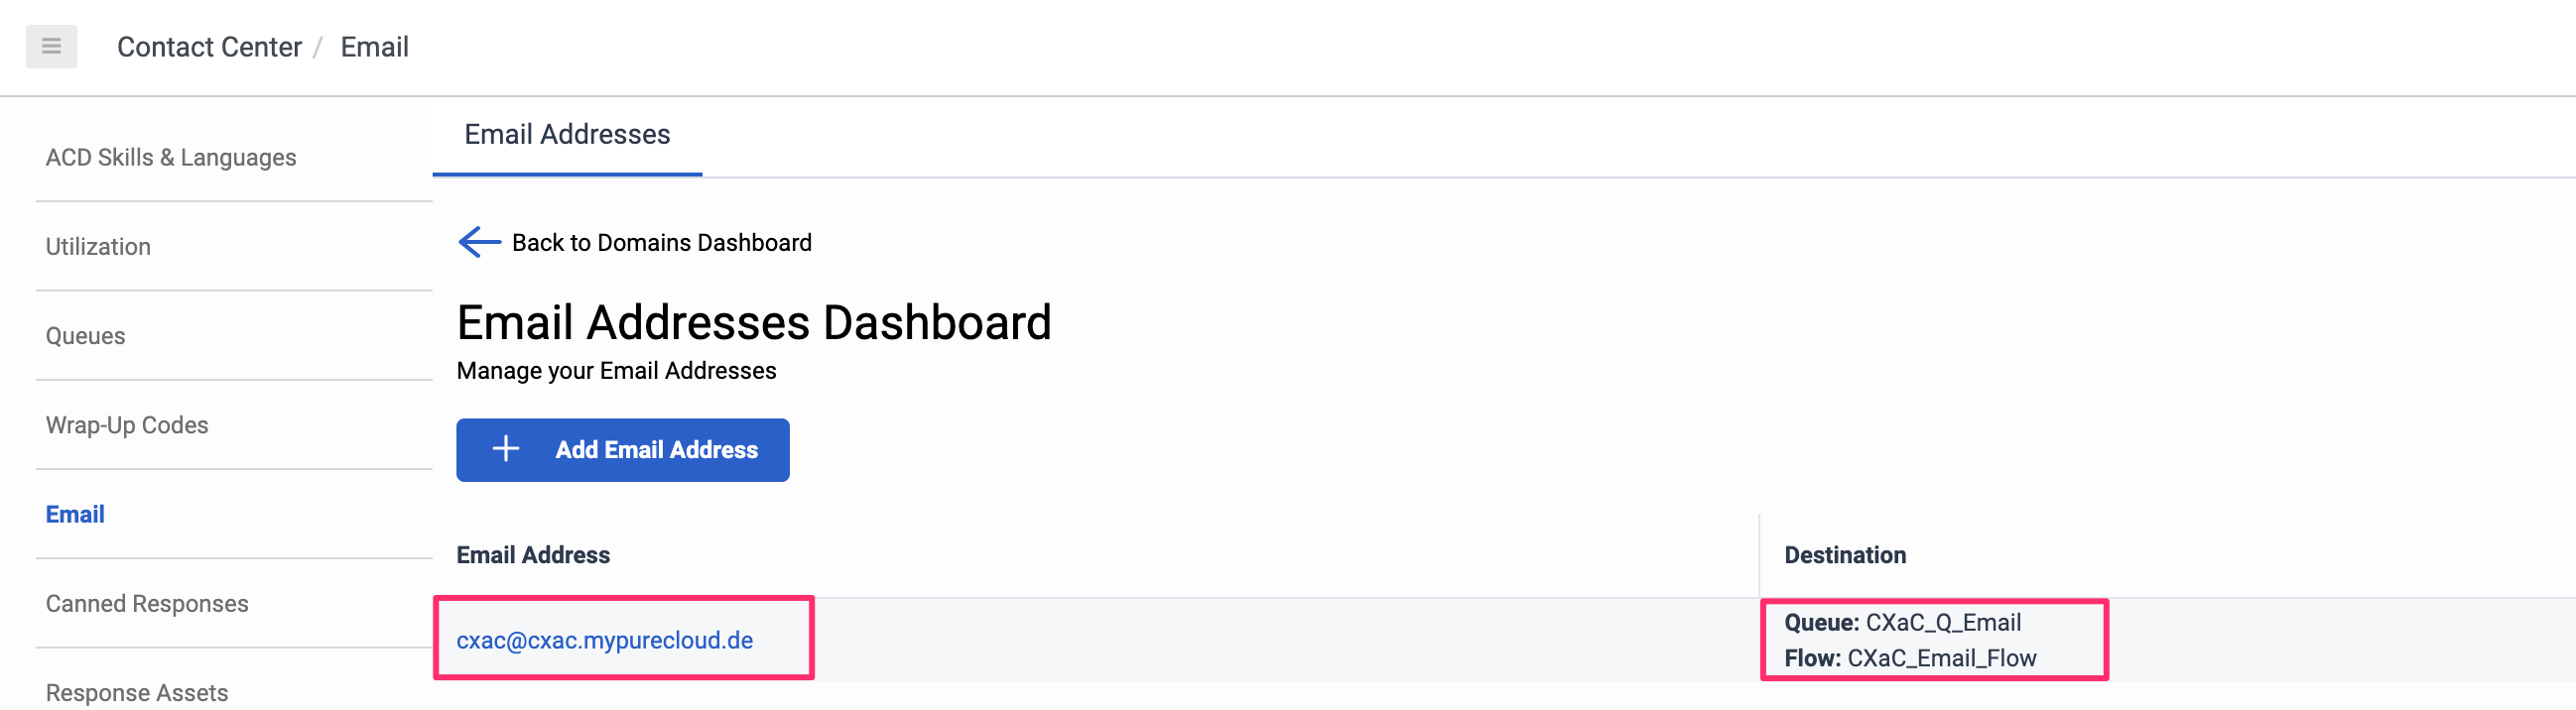 Contact Center / Email
ACD Skills & Languages
Utilization
Queues
Wrap-Up Codes
Email
Canned Responses
Response Assets
Email Addresses
Back to Domains Dashboard
Email Addresses Dashboard
Manage your Email Addresses
Add Email Address
Email Address
Destination
cxac@cxac.mypurecloud.de
Queue: CXaC_Q_Email
Flow: CXaC_Email_Flow